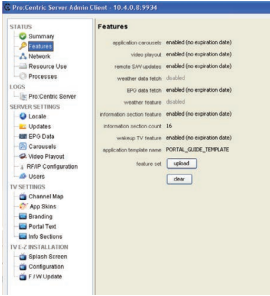 Pro:Centric Server Admin Client - 10.4.0.8:9934
STATUS
Summary
Features
Network
Resource Use
Processes
LOGS
Pro:Centric Server
SERVER SETTINGS
Locale
Updates
EPG Data
Carousels
Video Playout
RF/IP Configuration
Users
TV SETTINGS
Channel Map
App Skins
Branding
Portal Text
Info Sections
TV E-Z INSTALLATION
Splash Screen
Configuration
F/W Update
Features
application carousels enabled (no expiration date)
video playout enabled (no expiration date)
remote S/W updates enabled (no expiration date)
weather data fetch disabled
EPG data fetch enabled (no expiration date)
weather feature disabled
information section feature enabled (no expiration date)
information section count 16
wakeup TV feature enabled (no expiration date)
application template name PORTAL_GUIDE_TEMPLATE
feature set upload
clear